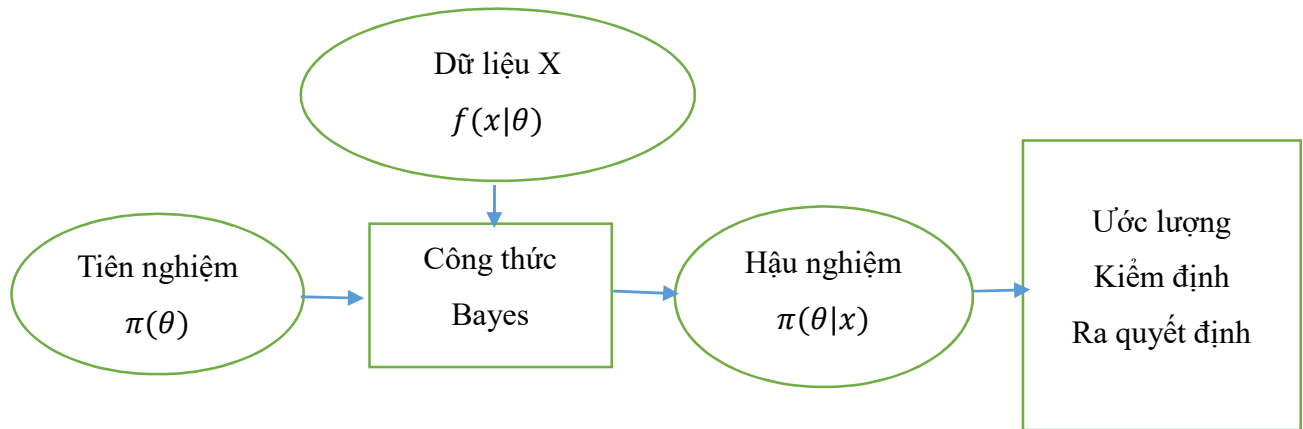 Dữ liệu X
𝑓(𝑥|𝜃)
Tiên nghiệm
𝜋(𝜃)
Công thức
Bayes
Hậu nghiệm
𝜋(𝜃|𝑥)
Ước lượng
Kiểm định
Ra quyết định